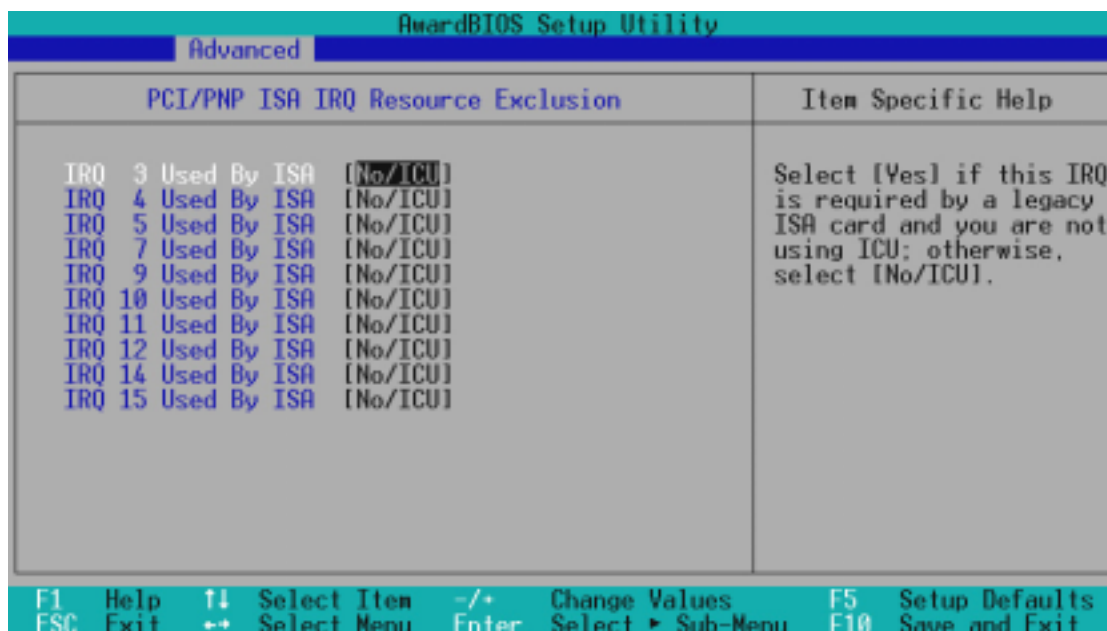 AwardBIOS Setup Utility
Advanced
PCI/PNP ISA IRQ Resource Exclusion
Item Specific Help
IRQ 3 Used By ISA [No/ICU]
IRQ 4 Used By ISA [No/ICU]
IRQ 5 Used By ISA [No/ICU]
IRQ 7 Used By ISA [No/ICU]
IRQ 9 Used By ISA [No/ICU]
IRQ 10 Used By ISA [No/ICU]
IRQ 11 Used By ISA [No/ICU]
IRQ 12 Used By ISA [No/ICU]
IRQ 14 Used By ISA [No/ICU]
IRQ 15 Used By ISA [No/ICU]
Select [Yes] if this IRQ
is required by a legacy
ISA card and you are not
using ICU; otherwise,
select [No/ICU].
F1 Help ↑↓ Select Item -/+ Change Values F5 Setup Defaults
ESC Exit ←→ Select Menu Enter Select ► Sub-Menu F10 Save and Exit